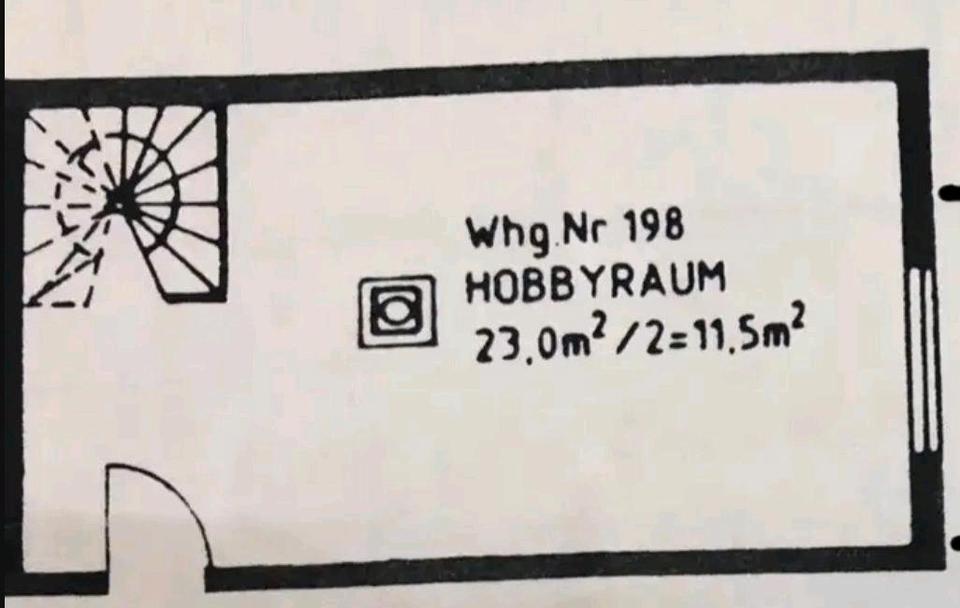 Whg.Nr 198
HOBBYRAUM
23,0m²/2=11,5m²